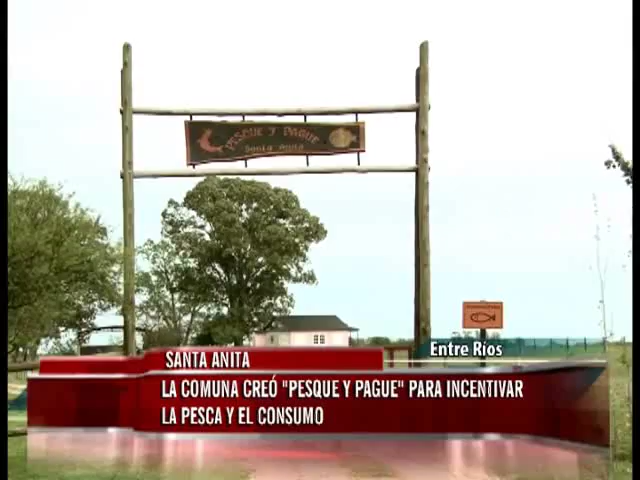 PESQUE Y PAGUE
Santa Anita
Entre Ríos
SANTA ANITA
LA COMUNA CREÓ "PESQUE Y PAGUE" PARA INCENTIVAR
LA PESCA Y EL CONSUMO